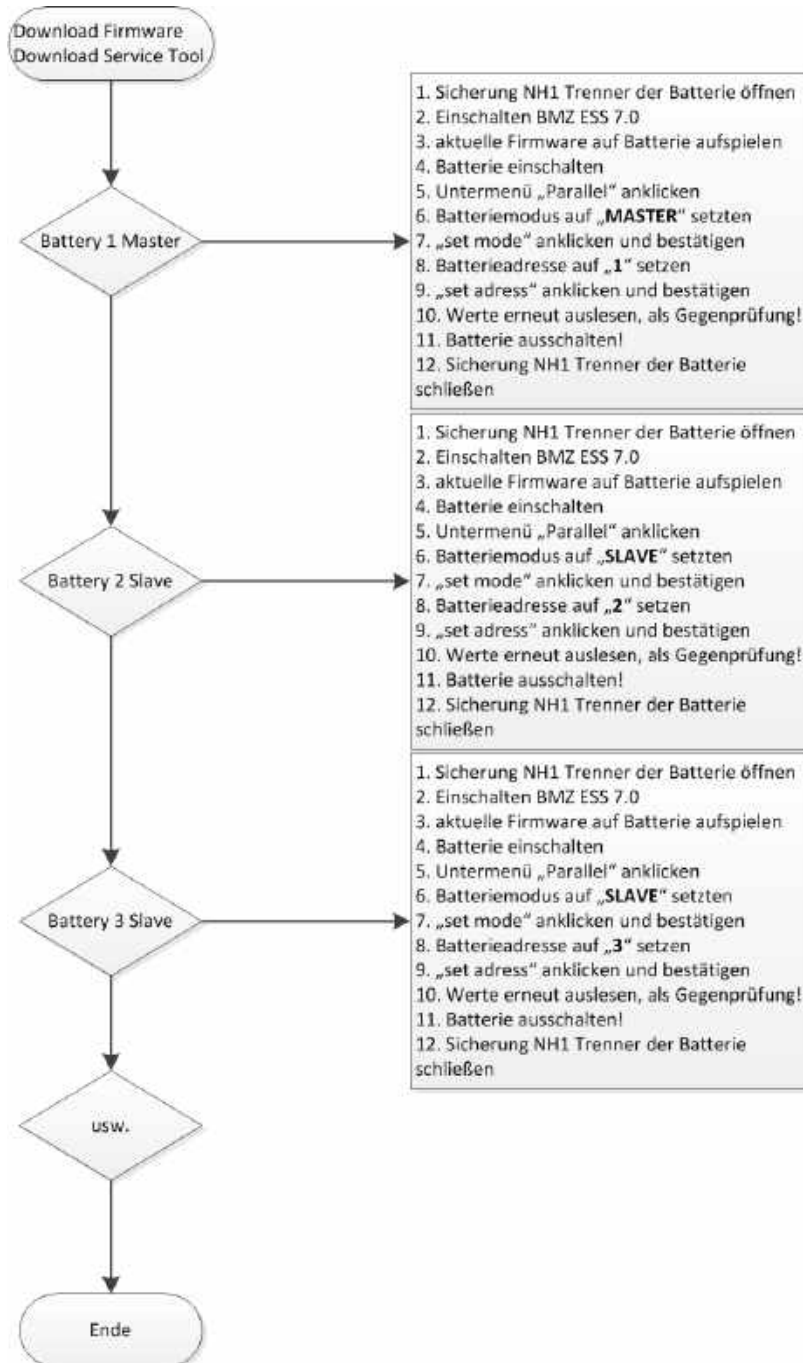 Download Firmware
Download Service Tool
Battery 1 Master
1. Sicherung NH1 Trenner der Batterie öffnen
2. Einschalten BMZ ESS 7.0
3. aktuelle Firmware auf Batterie aufspielen
4. Batterie einschalten
5. Untermenü „Parallel“ anklicken
6. Batteriemodus auf „MASTER“ setzten
7. „set mode“ anklicken und bestätigen
8. Batterieadresse auf „1“ setzen
9. „set adress“ anklicken und bestätigen
10. Werte erneut auslesen, als Gegenprüfung!
11. Batterie ausschalten!
12. Sicherung NH1 Trenner der Batterie
schließen
Battery 2 Slave
1. Sicherung NH1 Trenner der Batterie öffnen
2. Einschalten BMZ ESS 7.0
3. aktuelle Firmware auf Batterie aufspielen
4. Batterie einschalten
5. Untermenü „Parallel“ anklicken
6. Batteriemodus auf „SLAVE“ setzten
7. „set mode“ anklicken und bestätigen
8. Batterieadresse auf „2“ setzen
9. „set adress“ anklicken und bestätigen
10. Werte erneut auslesen, als Gegenprüfung!
11. Batterie ausschalten!
12. Sicherung NH1 Trenner der Batterie
schließen
Battery 3 Slave
1. Sicherung NH1 Trenner der Batterie öffnen
2. Einschalten BMZ ESS 7.0
3. aktuelle Firmware auf Batterie aufspielen
4. Batterie einschalten
5. Untermenü „Parallel“ anklicken
6. Batteriemodus auf „SLAVE“ setzten
7. „set mode“ anklicken und bestätigen
8. Batterieadresse auf „3“ setzen
9. „set adress“ anklicken und bestätigen
10. Werte erneut auslesen, als Gegenprüfung!
11. Batterie ausschalten!
12. Sicherung NH1 Trenner der Batterie
schließen
usw.
Ende